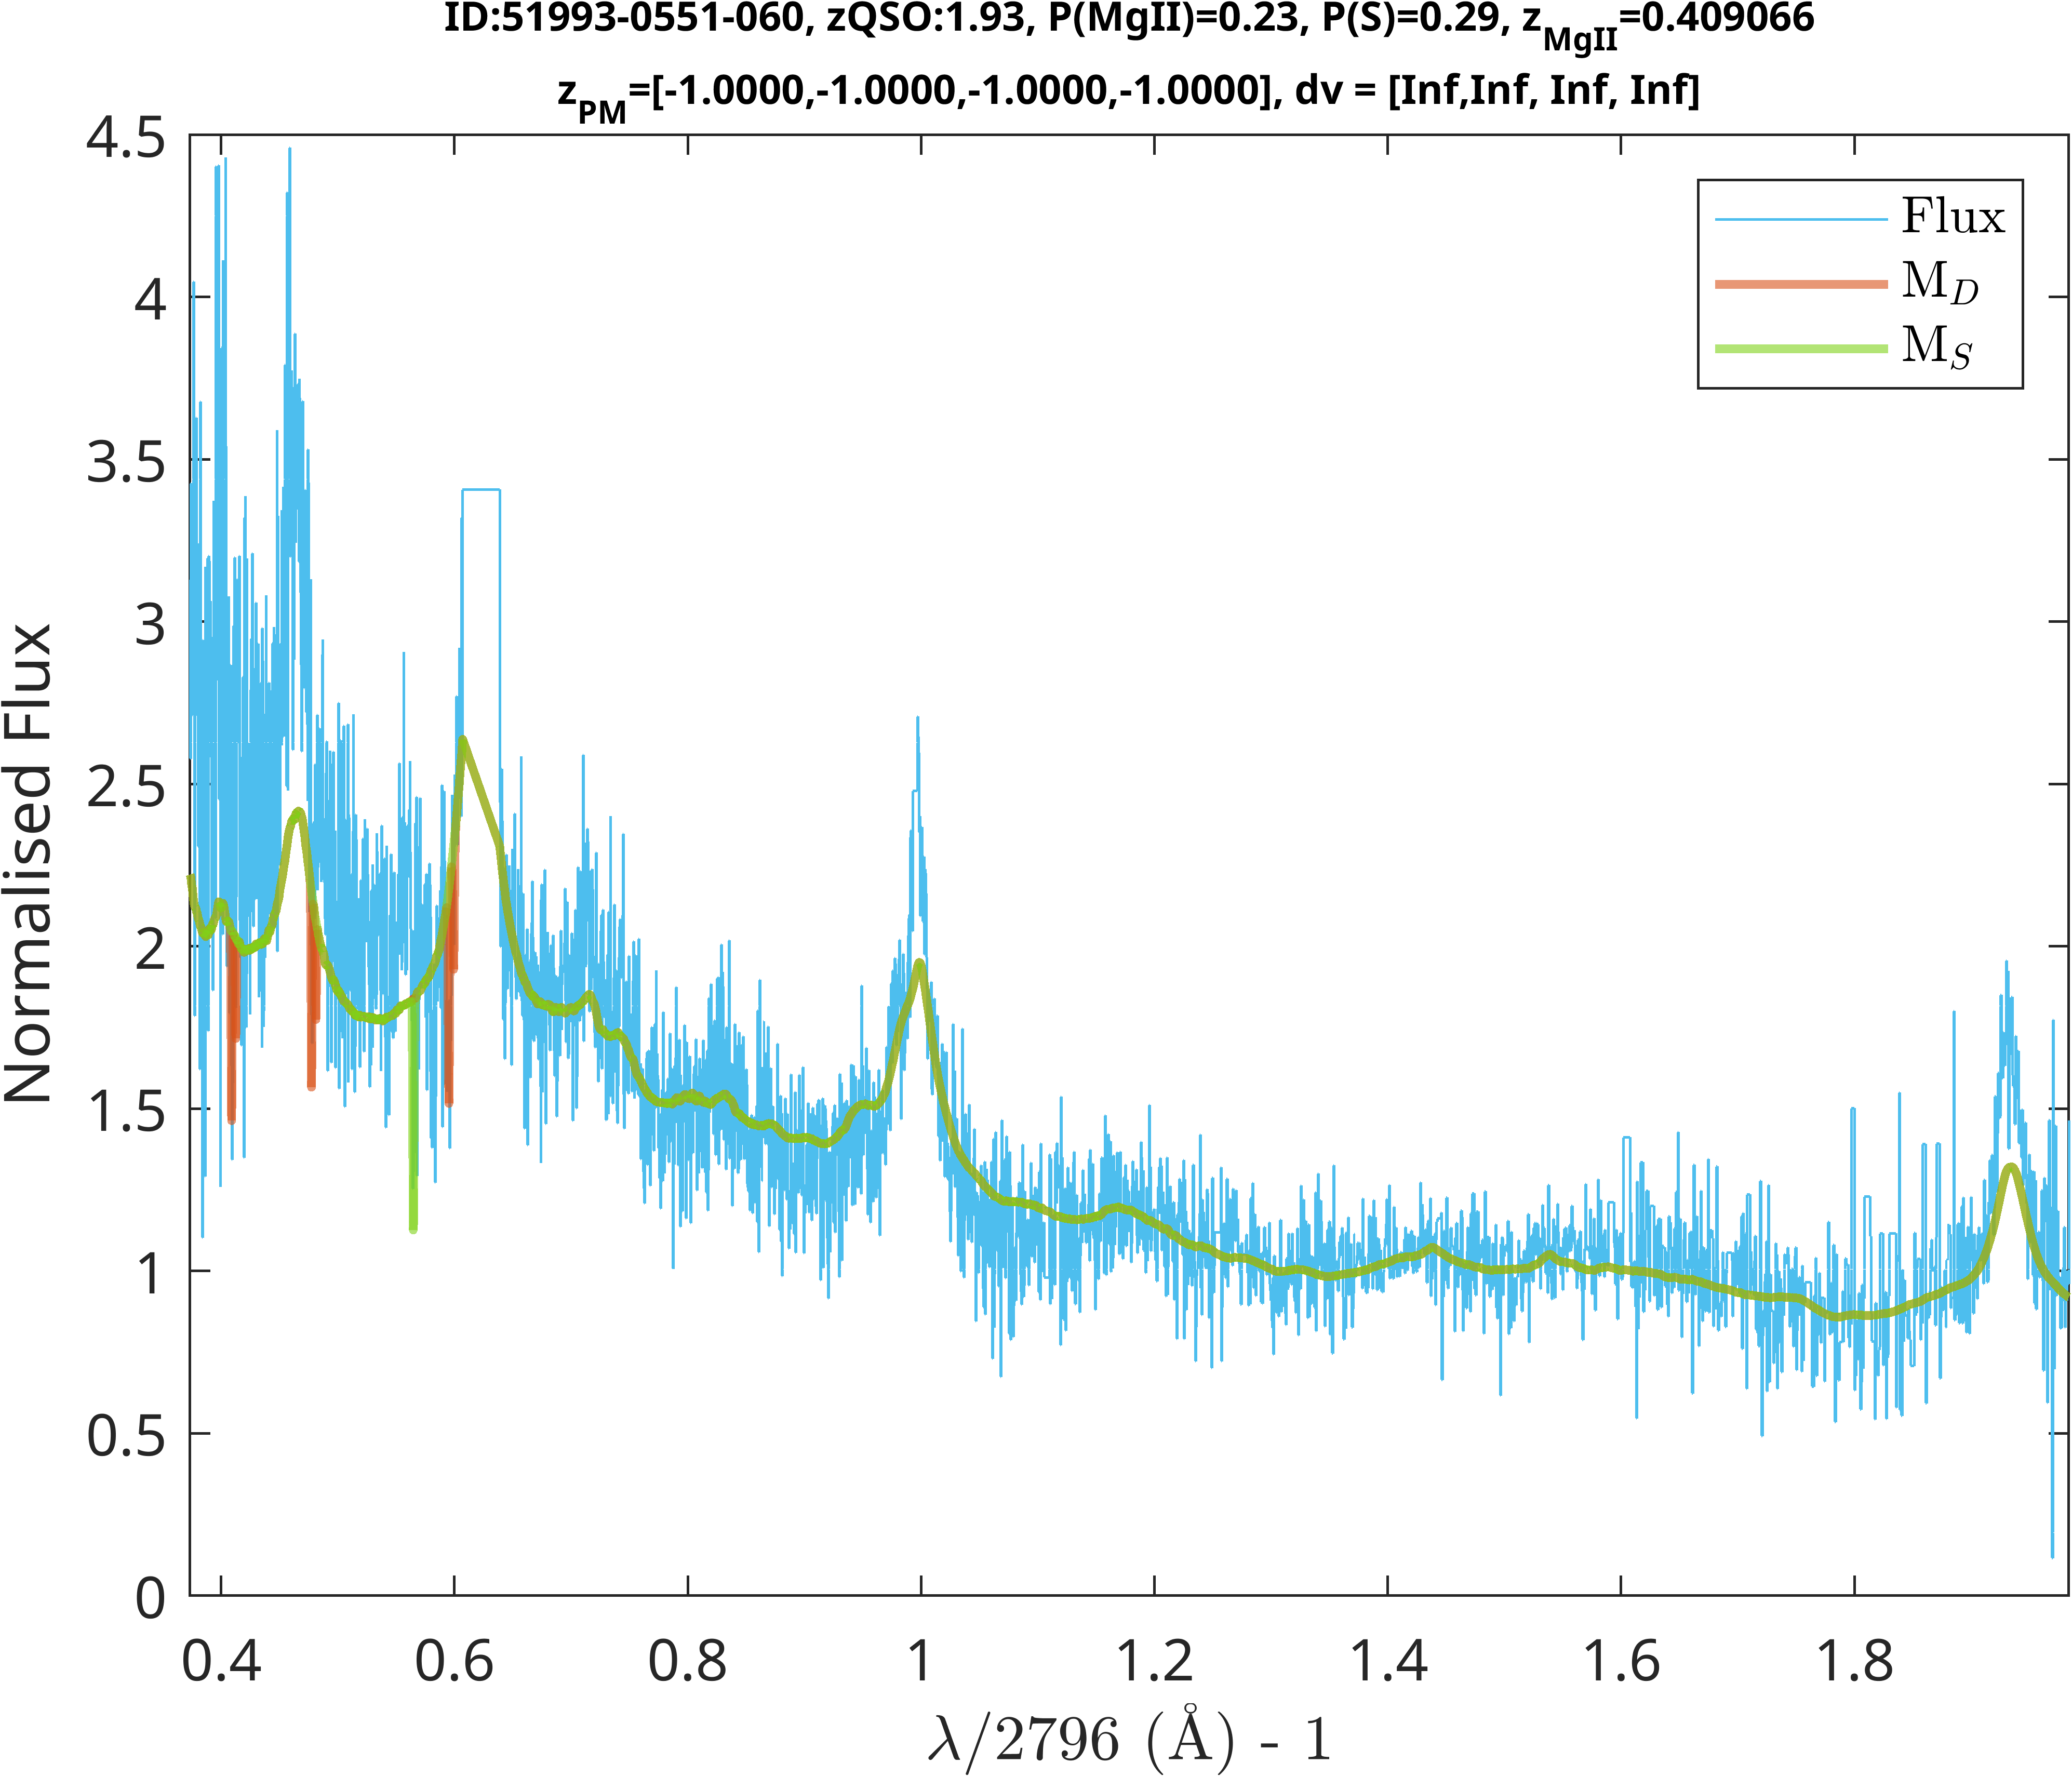 ID:51993-0551-060, zQSO:1.93, P(MgII)=0.23, P(S)=0.29, zMgII=0.409066
zPM=[-1.0000,-1.0000,-1.0000,-1.0000], dv = [Inf,Inf, Inf, Inf]
4.5
4
3.5
3
2.5
2
1.5
1
0.5
0
Normalised Flux
Flux
MD
MS
0.4 0.6 0.8 1 1.2 1.4 1.6 1.8
λ/2796 (Å) - 1